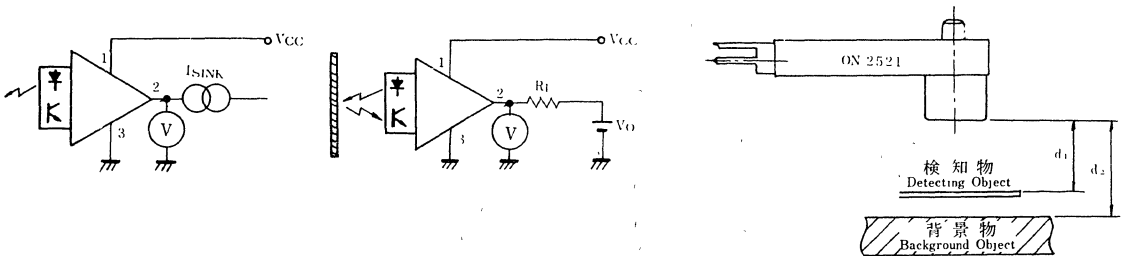 VCC
1
ISINK
2
V
3
VCC
1
2
R1
V
3
VO
ON 2521
d1
d2
検知物
Detecting Object
背景物
Background Object